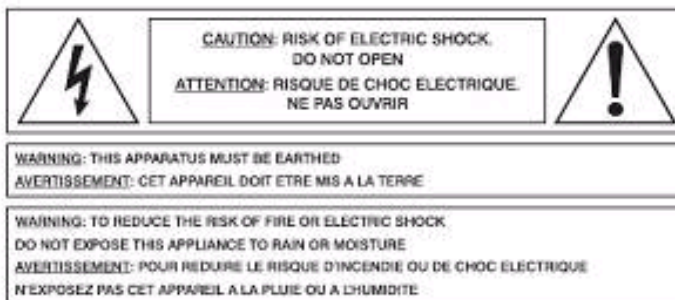 CAUTION: RISK OF ELECTRIC SHOCK.
DO NOT OPEN
ATTENTION: RISQUE DE CHOC ELECTRIQUE.
NE PAS OUVRIR
WARNING: THIS APPARATUS MUST BE EARTHED
AVERTISSEMENT: CET APPAREIL DOIT ETRE MIS A LA TERRE
WARNING: TO REDUCE THE RISK OF FIRE OR ELECTRIC SHOCK
DO NOT EXPOSE THIS APPLIANCE TO RAIN OR MOISTURE
AVERTISSEMENT: POUR REDUIRE LE RISQUE D'INCENDIE OU DE CHOC ELECTRIQUE
N'EXPOSEZ PAS CET APPAREIL A LA PLUIE OU A L'HUMIDITE